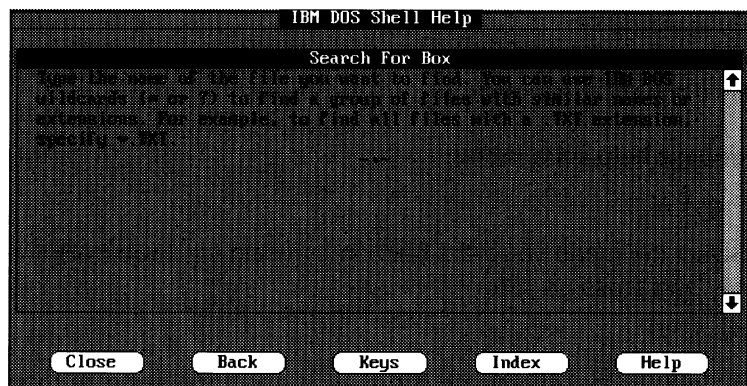 IBM DOS Shell Help
Search For Box
Type the name of the file you want to find. You can use IBM DOS
wildcards (* or ?) to find a group of files with similar names or
extensions. For example, to find all files with a .TXT extension,
specify *.TXT.
Close Back Keys Index Help